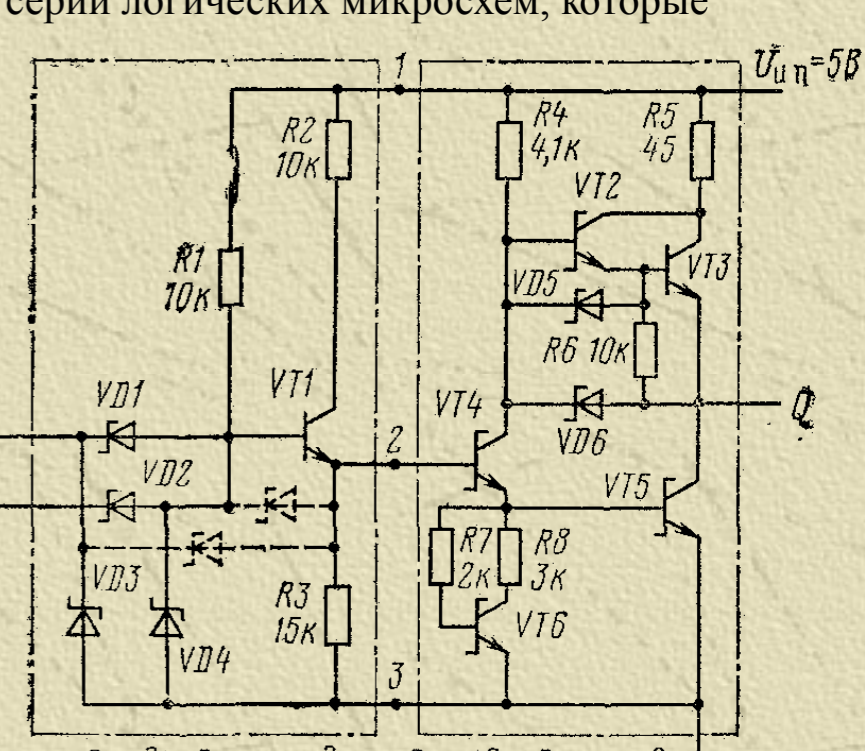 серии логических микросхем, которые
1
Uи п=5В
R2
10к
R4
4,1к
R5
45
VT2
R1
10к
VT3
VD5
R6 10к
VD1
VT1
VT4
Q
2
VD6
VD2
VT5
R7
2к
R8
3к
VD3
R3
15к
VT6
VD4
3